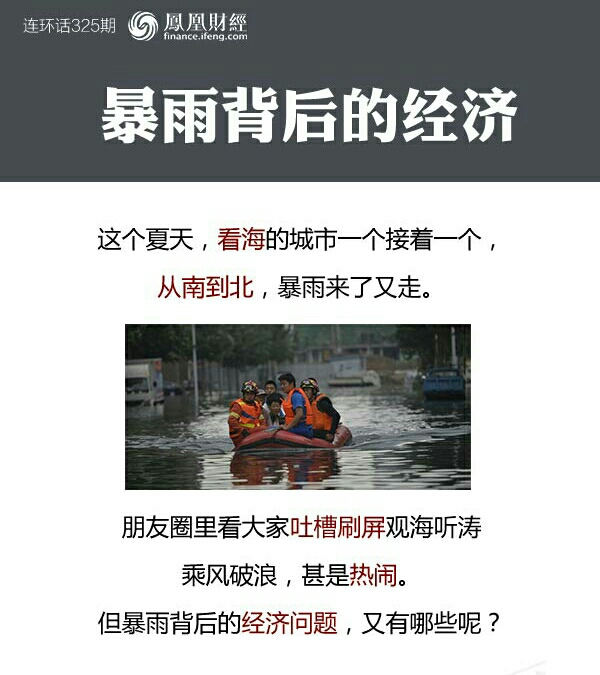 连环话325期
鳳凰財經
finance.ifeng.com
暴雨背后的经济
这个夏天，看海的城市一个接着一个，
从南到北，暴雨来了又走。
朋友圈里看大家吐槽刷屏观海听涛
乘风破浪，甚是热闹。
但暴雨背后的经济问题，又有哪些呢？